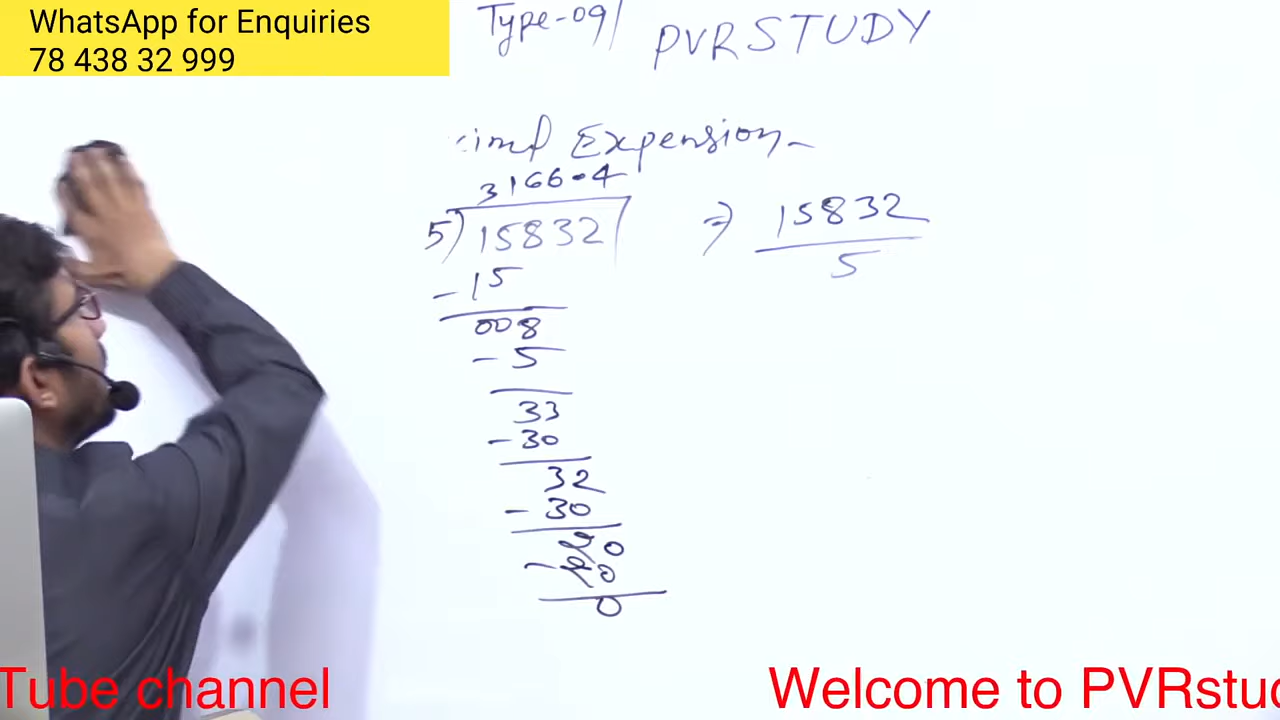 WhatsApp for Enquiries
78 438 32 999
Type-09
PVRSTUDY
Expension
3166.4
5)15832 ⇒ 15832
5
-15
008
-5
33
-30
32
-30
20
-20
0
Tube channel
Welcome to PVRstud